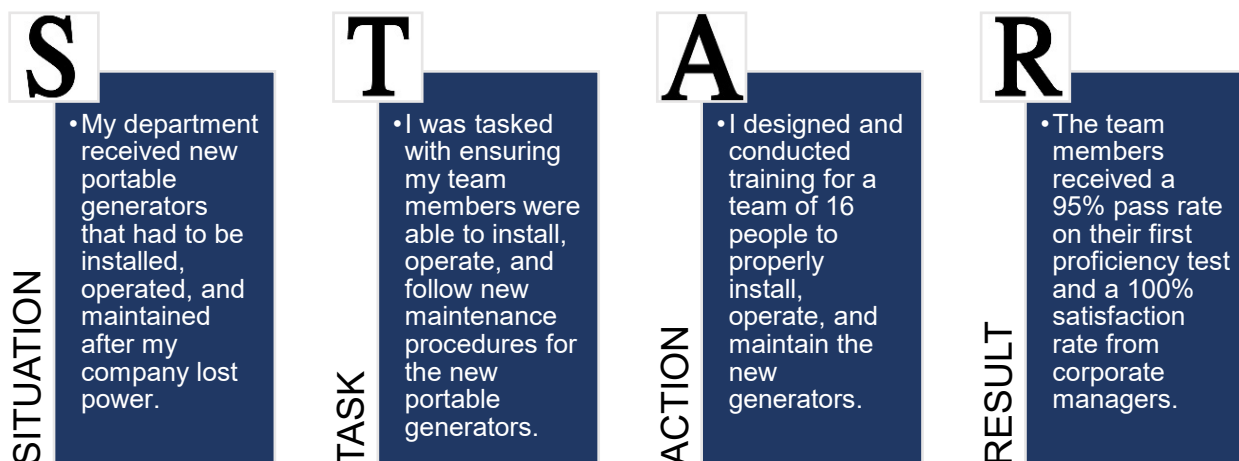 S
SITUATION
•My department
received new
portable
generators
that had to be
installed,
operated, and
maintained
after my
company lost
power.
T
TASK
•I was tasked
with ensuring
my team
members were
able to install,
operate, and
follow new
maintenance
procedures for
the new
portable
generators.
A
ACTION
•I designed and
conducted
training for a
team of 16
people to
properly
install,
operate, and
maintain the
new
generators.
R
RESULT
•The team
members
received a
95% pass rate
on their first
proficiency test
and a 100%
satisfaction
rate from
corporate
managers.